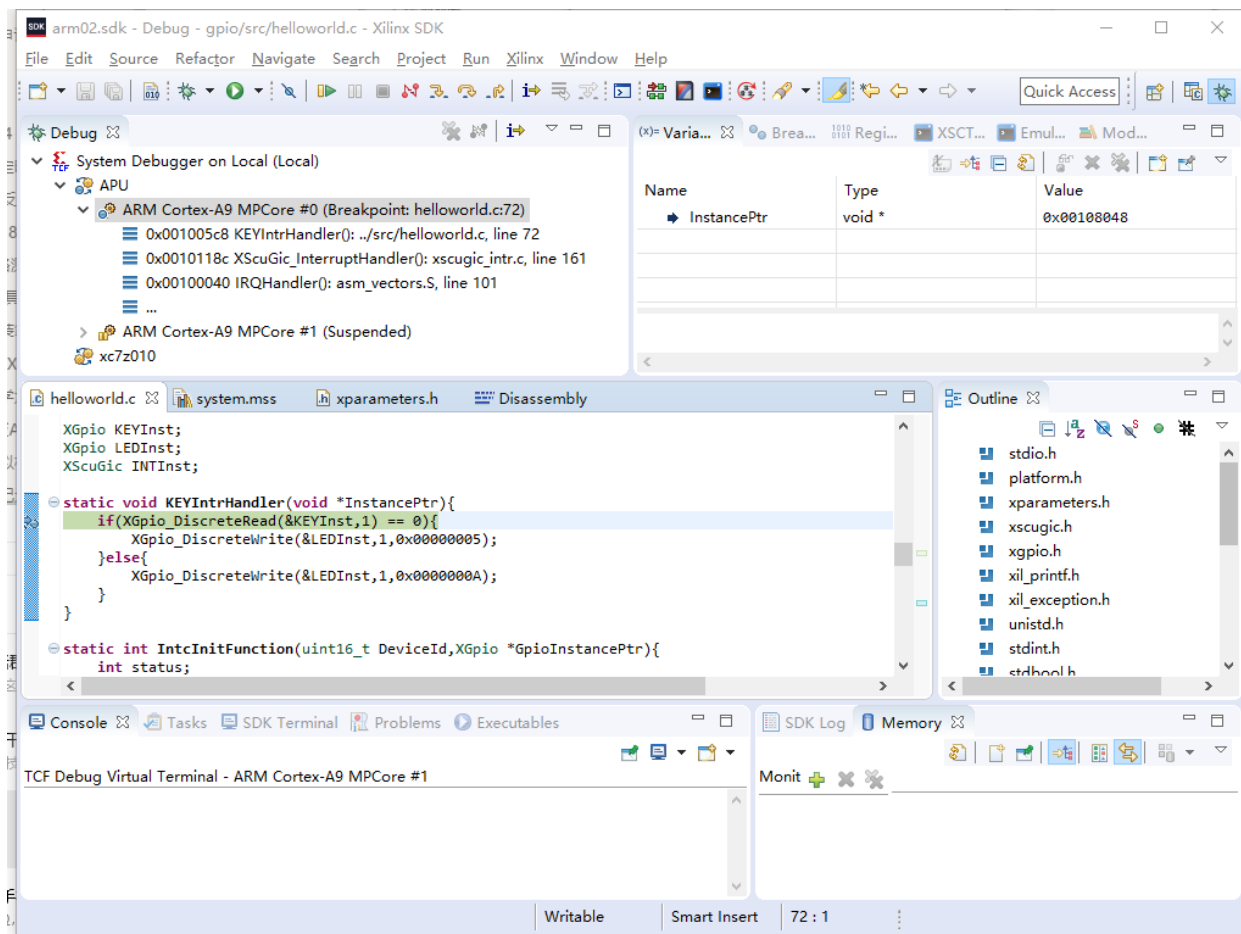 arm02.sdk - Debug - gpio/src/helloworld.c - Xilinx SDK
File Edit Source Refactor Navigate Search Project Run Xilinx Window Help
Quick Access
Debug
System Debugger on Local (Local)
APU
ARM Cortex-A9 MPCore #0 (Breakpoint: helloworld.c:72)
0x001005c8 KEYIntrHandler(): ../src/helloworld.c, line 72
0x0010118c XScuGic_InterruptHandler(): xscugic_intr.c, line 161
0x00100040 IRQHandler(): asm_vectors.S, line 101
...
ARM Cortex-A9 MPCore #1 (Suspended)
xc7z010
(x)= Varia... Brea... Regi... XSCT... Emul... Mod...
Name Type Value
InstancePtr void * 0x00108048
helloworld.c system.mss xparameters.h Disassembly
XGpio KEYInst;
XGpio LEDInst;
XScuGic INTInst;
static void KEYIntrHandler(void *InstancePtr){
if(XGpio_DiscreteRead(&KEYInst,1) == 0){
XGpio_DiscreteWrite(&LEDInst,1,0x00000005);
}else{
XGpio_DiscreteWrite(&LEDInst,1,0x0000000A);
}
}
static int IntcInitFunction(uint16_t DeviceId,XGpio *GpioInstancePtr){
int status;
Outline
stdio.h
platform.h
xparameters.h
xscugic.h
xgpio.h
xil_printf.h
xil_exception.h
unistd.h
stdint.h
stdbool.h
Console Tasks SDK Terminal Problems Executables
TCF Debug Virtual Terminal - ARM Cortex-A9 MPCore #1
SDK Log Memory
Monit
Writable Smart Insert 72 : 1